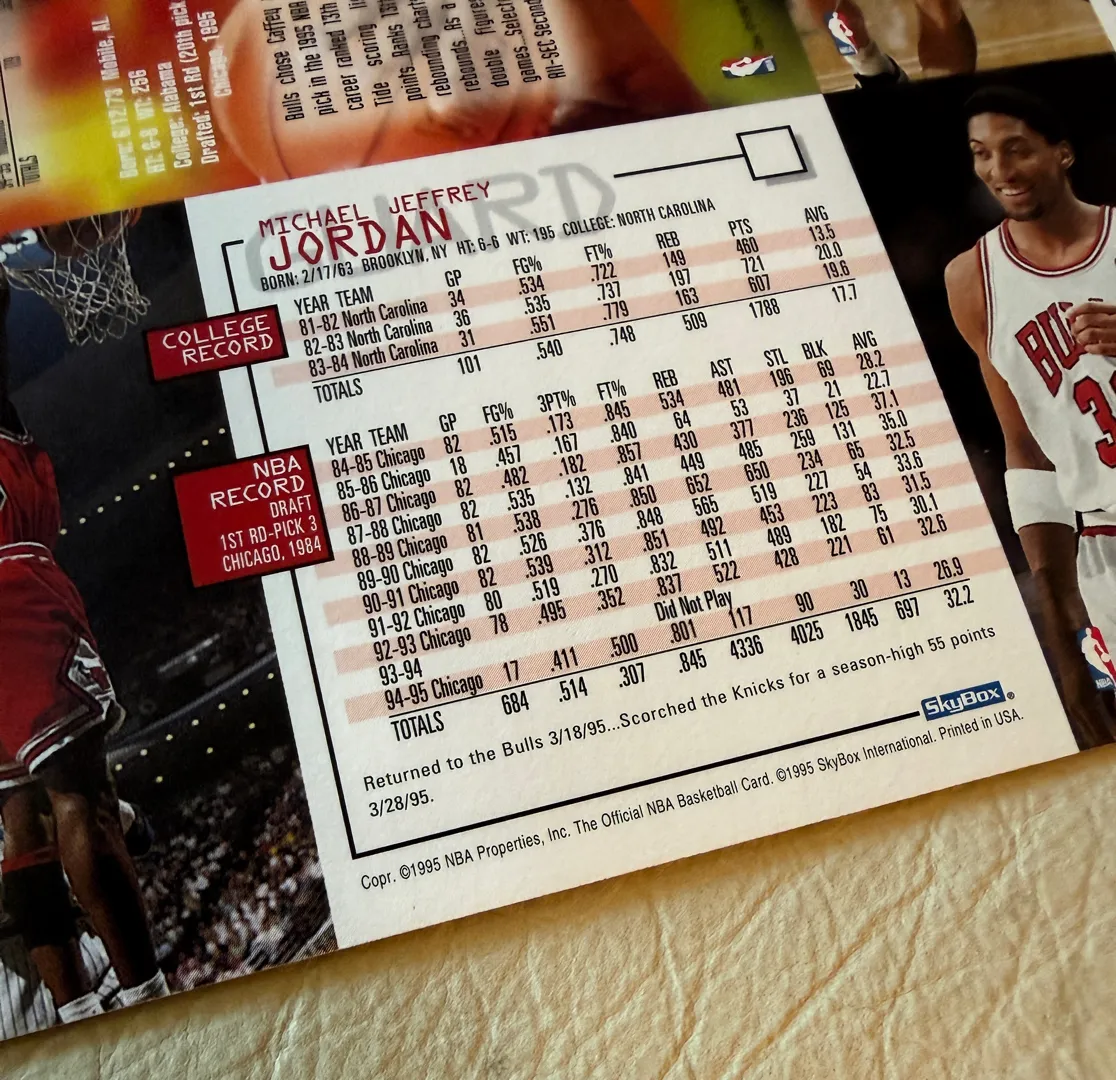 Born: 6/12/73 Mobile, AL
HT: 6-8 WT: 256
College: Alabama
Drafted: 1st Rd (20th pick
Chicago, 1995
TOTALS
Bulls chose Caffey
pick in the 1995 NBA
Career ranked 13th
Tide scoring
points. Ranks
rebounding
rebounds. As a
double figures
games. Selected
All-SEC Second
GUARD
MICHAEL JEFFREY
JORDAN
BORN: 2/17/63 BROOKLYN, NY HT: 6-6 WT: 195 COLLEGE: NORTH CAROLINA
COLLEGE RECORD
YEAR TEAM GP FG% FT% REB PTS AVG
81-82 North Carolina 34 .534 .722 149 460 13.5
82-83 North Carolina 36 .535 .737 197 721 20.0
83-84 North Carolina 31 .551 .779 163 607 19.6
TOTALS 101 .540 .748 509 1788 17.7
NBA
RECORD
DRAFT
1ST RD-PICK 3
CHICAGO, 1984
YEAR TEAM GP FG% 3PT% FT% REB AST STL BLK AVG
84-85 Chicago 82 .515 .173 .845 534 481 196 69 28.2
85-86 Chicago 18 .457 .167 .840 64 53 37 21 22.7
86-87 Chicago 82 .482 .182 .857 430 377 236 125 37.1
87-88 Chicago 82 .535 .132 .841 449 485 259 131 35.0
88-89 Chicago 81 .538 .276 .850 652 650 234 65 32.5
89-90 Chicago 82 .526 .376 .848 565 519 227 54 33.6
90-91 Chicago 82 .539 .312 .851 492 453 223 83 31.5
91-92 Chicago 80 .519 .270 .832 511 489 182 75 30.1
92-93 Chicago 78 .495 .352 .837 522 428 221 61 32.6
93-94 Did Not Play
94-95 Chicago 17 .411 .500 .801 117 90 30 13 26.9
TOTALS 684 .514 .307 .845 4336 4025 1845 697 32.2
Returned to the Bulls 3/18/95...Scorched the Knicks for a season-high 55 points
3/28/95.
SkyBox®
Copr. ©1995 NBA Properties, Inc. The Official NBA Basketball Card. ©1995 SkyBox International. Printed in USA.
BUL
3
NBA